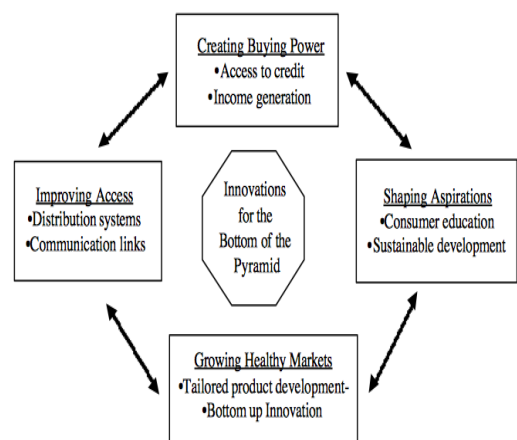 Creating Buying Power
•Access to credit
•Income generation
Improving Access
•Distribution systems
•Communication links
Innovations
for the
Bottom of the
Pyramid
Shaping Aspirations
•Consumer education
•Sustainable development
Growing Healthy Markets
•Tailored product development-
•Bottom up Innovation